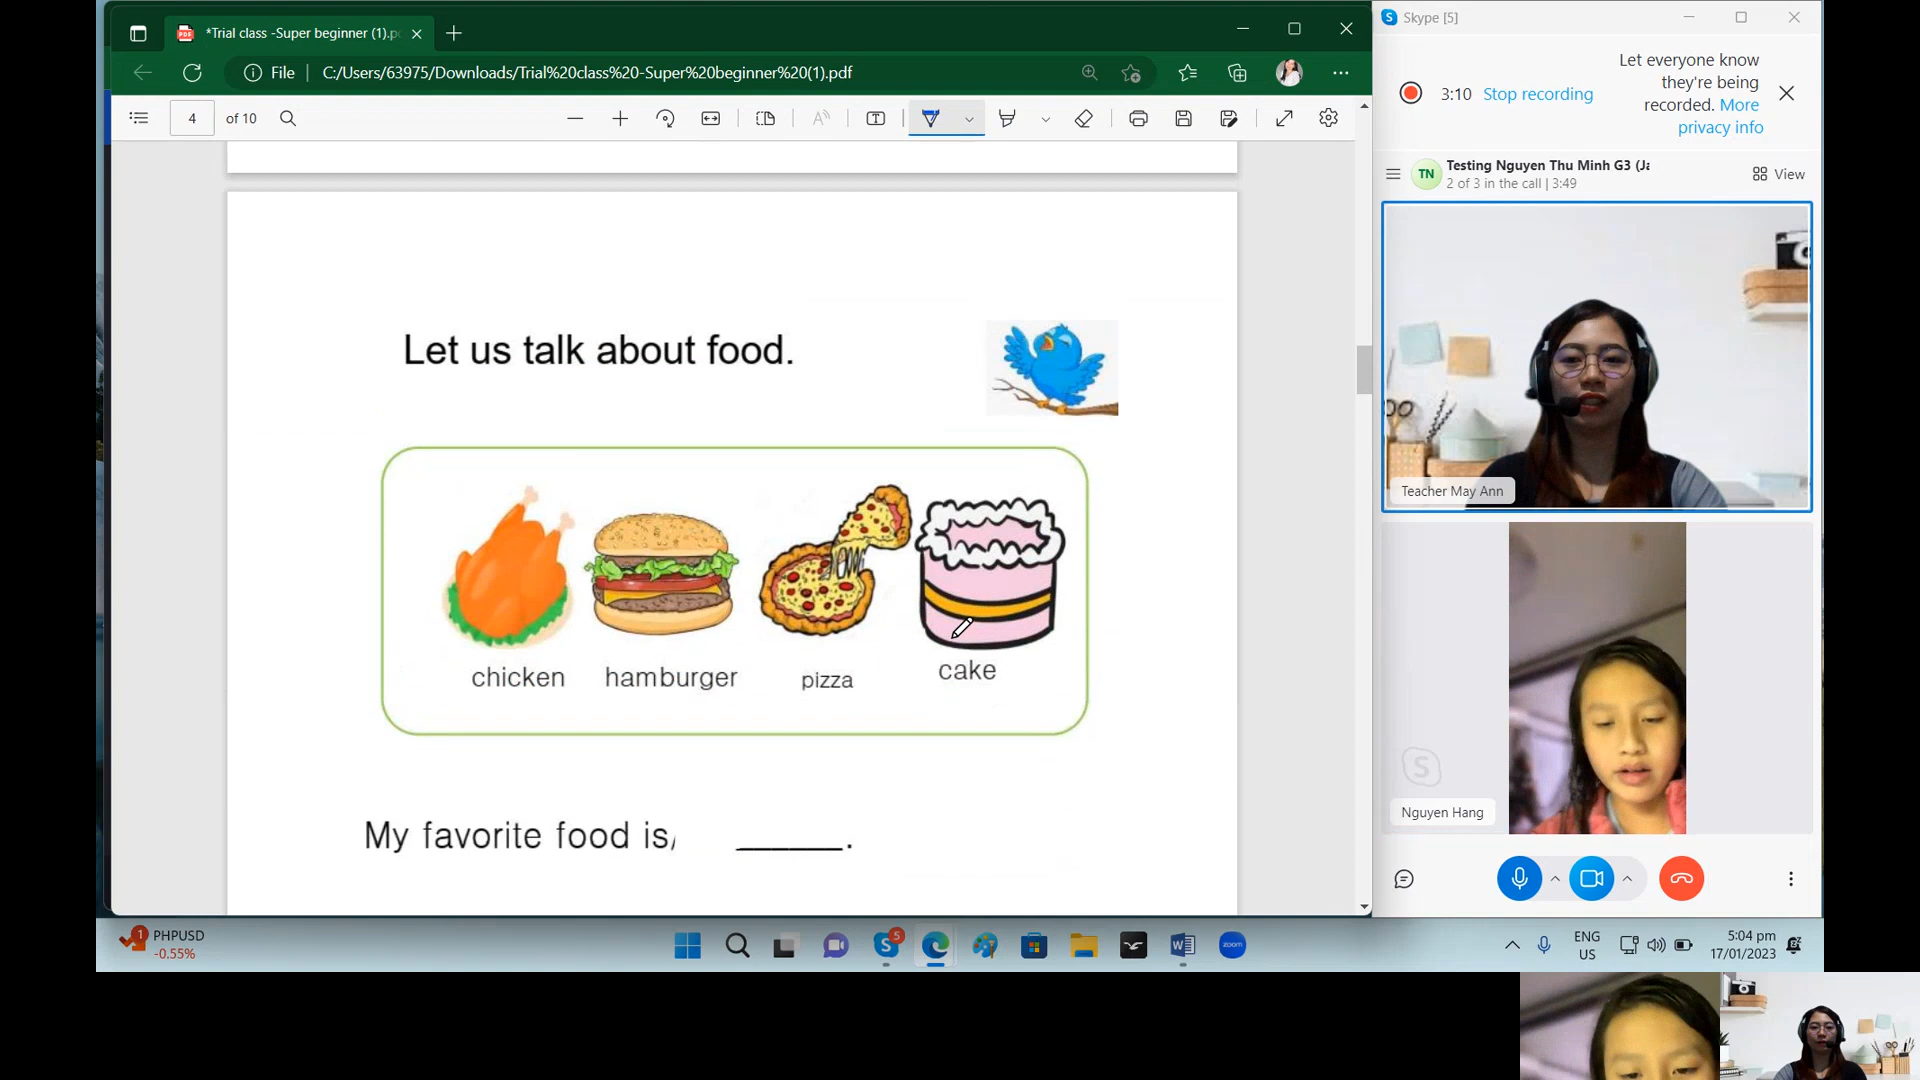 *Trial class -Super beginner (1).p
File
C:/Users/63975/Downloads/Trial%20class%20-Super%20beginner%20(1).pdf
4 of 10
Let us talk about food.
chicken hamburger pizza cake
My favorite food is, ______.
Skype [5]
3:10 Stop recording
Let everyone know
they're being
recorded. More
privacy info
TN
Testing Nguyen Thu Minh G3 (Ja
2 of 3 in the call | 3:49
View
Teacher May Ann
Nguyen Hang
1
PHPUSD
-0.55%
5
zoom
ENG
US
5:04 pm
17/01/2023